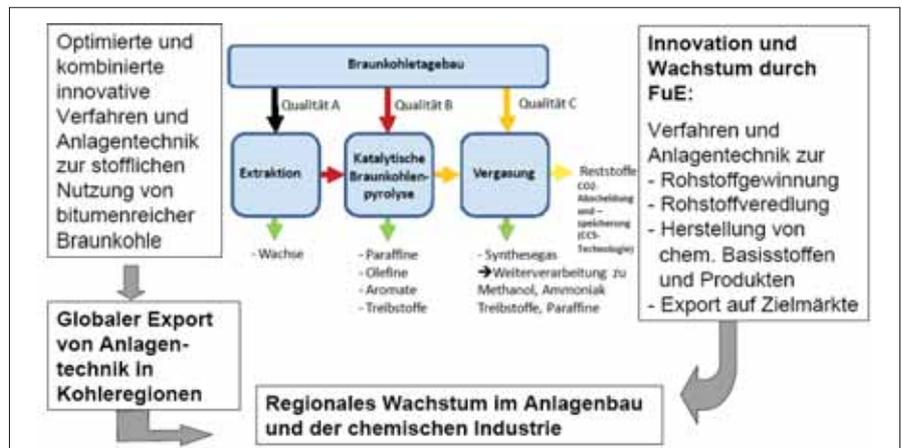 Optimierte und
kombinierte
innovative
Verfahren und
Anlagentechnik
zur stofflichen
Nutzung von
bitumenreicher
Braunkohle
Globaler Export
von Anlagen-
technik in
Kohleregionen
Braunkohletagebau
Qualität A
Qualität B
Qualität C
Extraktion
Katalytische
Braunkohlen-
pyrolyse
Vergasung
Reststoffe
CO2-
Abscheidung
und –
speicherung
(CCS-
Technologie)
- Wachse
- Paraffine
- Olefine
- Aromate
- Treibstoffe
- Synthesegas
➔Weiterverarbeitung zu
Methanol, Ammoniak
Treibstoffe, Paraffine
Innovation und
Wachstum durch
FuE:
Verfahren und
Anlagentechnik zur
- Rohstoffgewinnung
- Rohstoffveredlung
- Herstellung von
chem. Basisstoffen
und Produkten
- Export auf Zielmärkte
Regionales Wachstum im Anlagenbau
und der chemischen Industrie